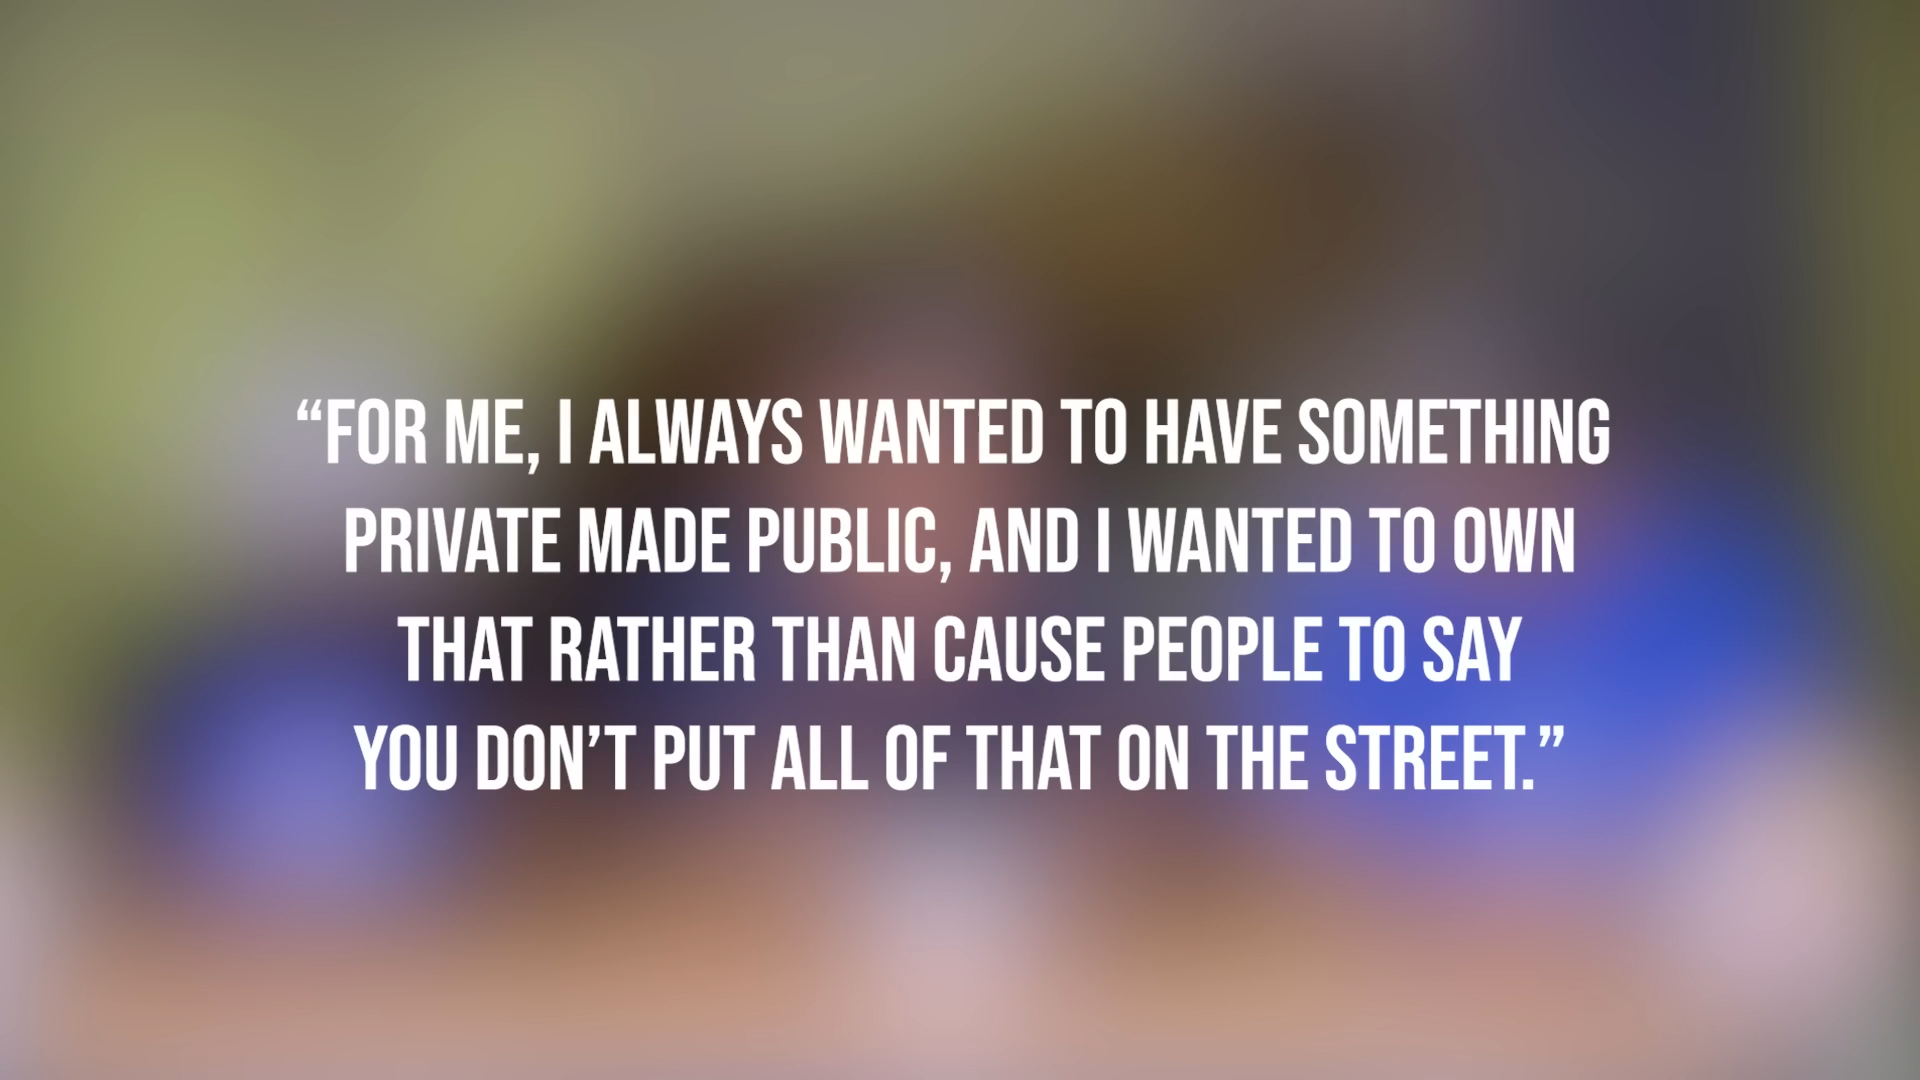 “FOR ME, I ALWAYS WANTED TO HAVE SOMETHING
PRIVATE MADE PUBLIC, AND I WANTED TO OWN
THAT RATHER THAN CAUSE PEOPLE TO SAY
YOU DON’T PUT ALL OF THAT ON THE STREET.”